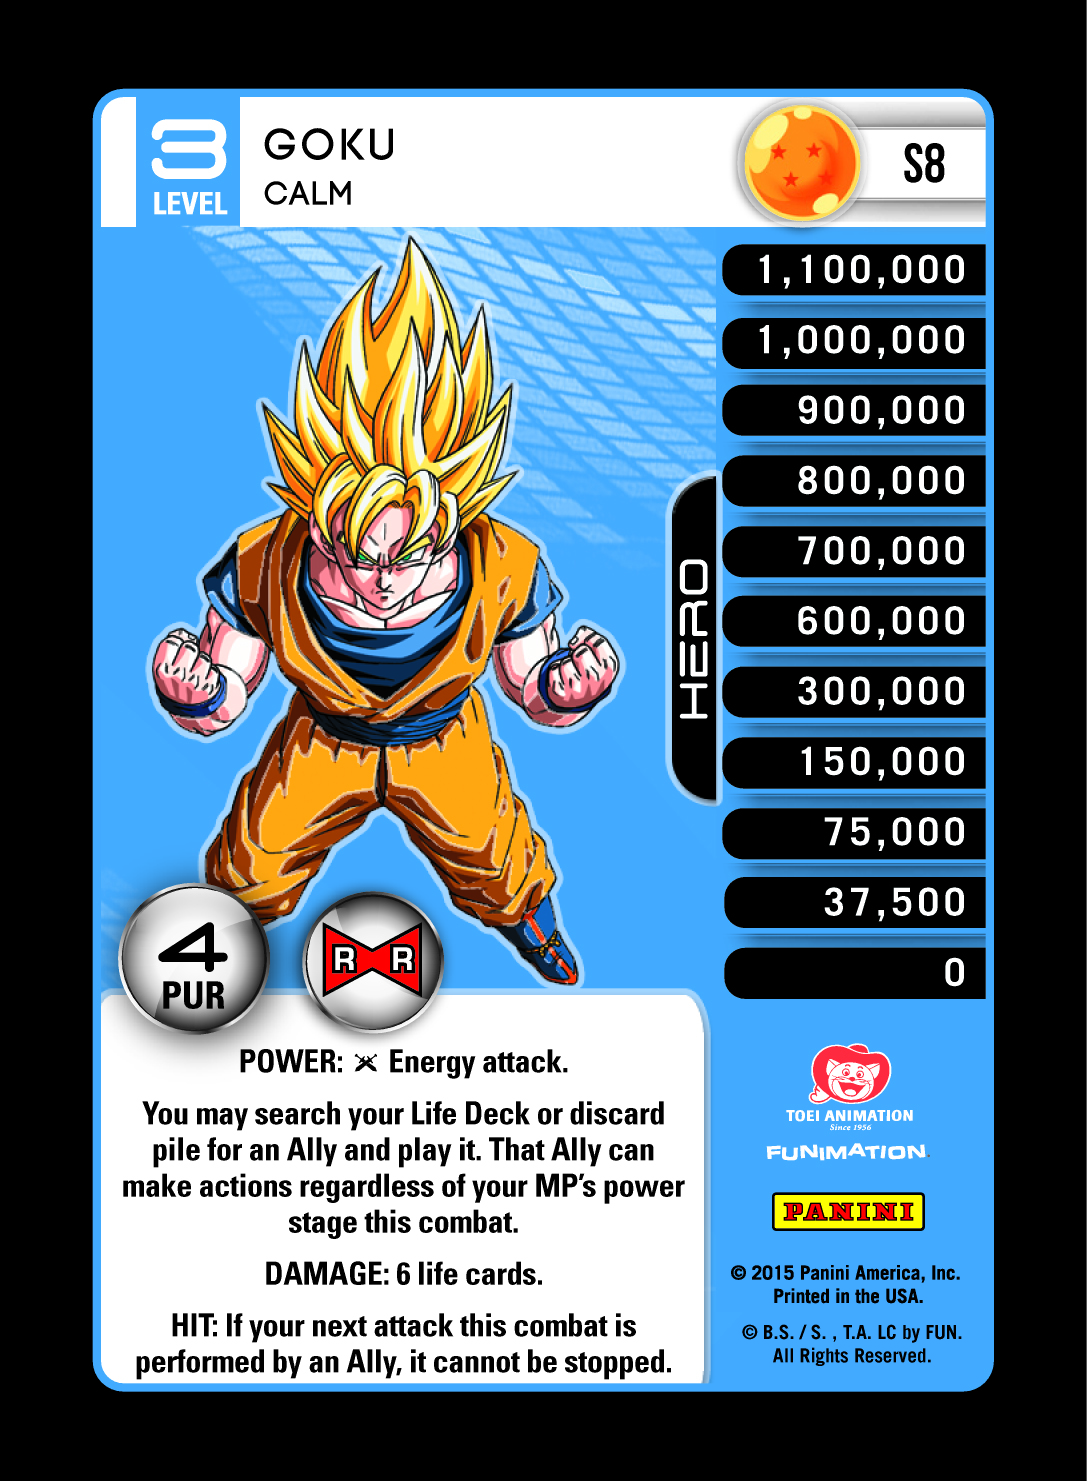 3
LEVEL
GOKU
CALM
S8
1,100,000
1,000,000
900,000
800,000
700,000
600,000
300,000
150,000
75,000
37,500
0
HERO
4
PUR
R R
POWER: Energy attack.
You may search your Life Deck or discard
pile for an Ally and play it. That Ally can
make actions regardless of your MP's power
stage this combat.
DAMAGE: 6 life cards.
HIT: If your next attack this combat is
performed by an Ally, it cannot be stopped.
TOEI ANIMATION
Since 1956
FUNIMATION
PANINI
© 2015 Panini America, Inc.
Printed in the USA.
© B.S. / S. , T.A. LC by FUN.
All Rights Reserved.